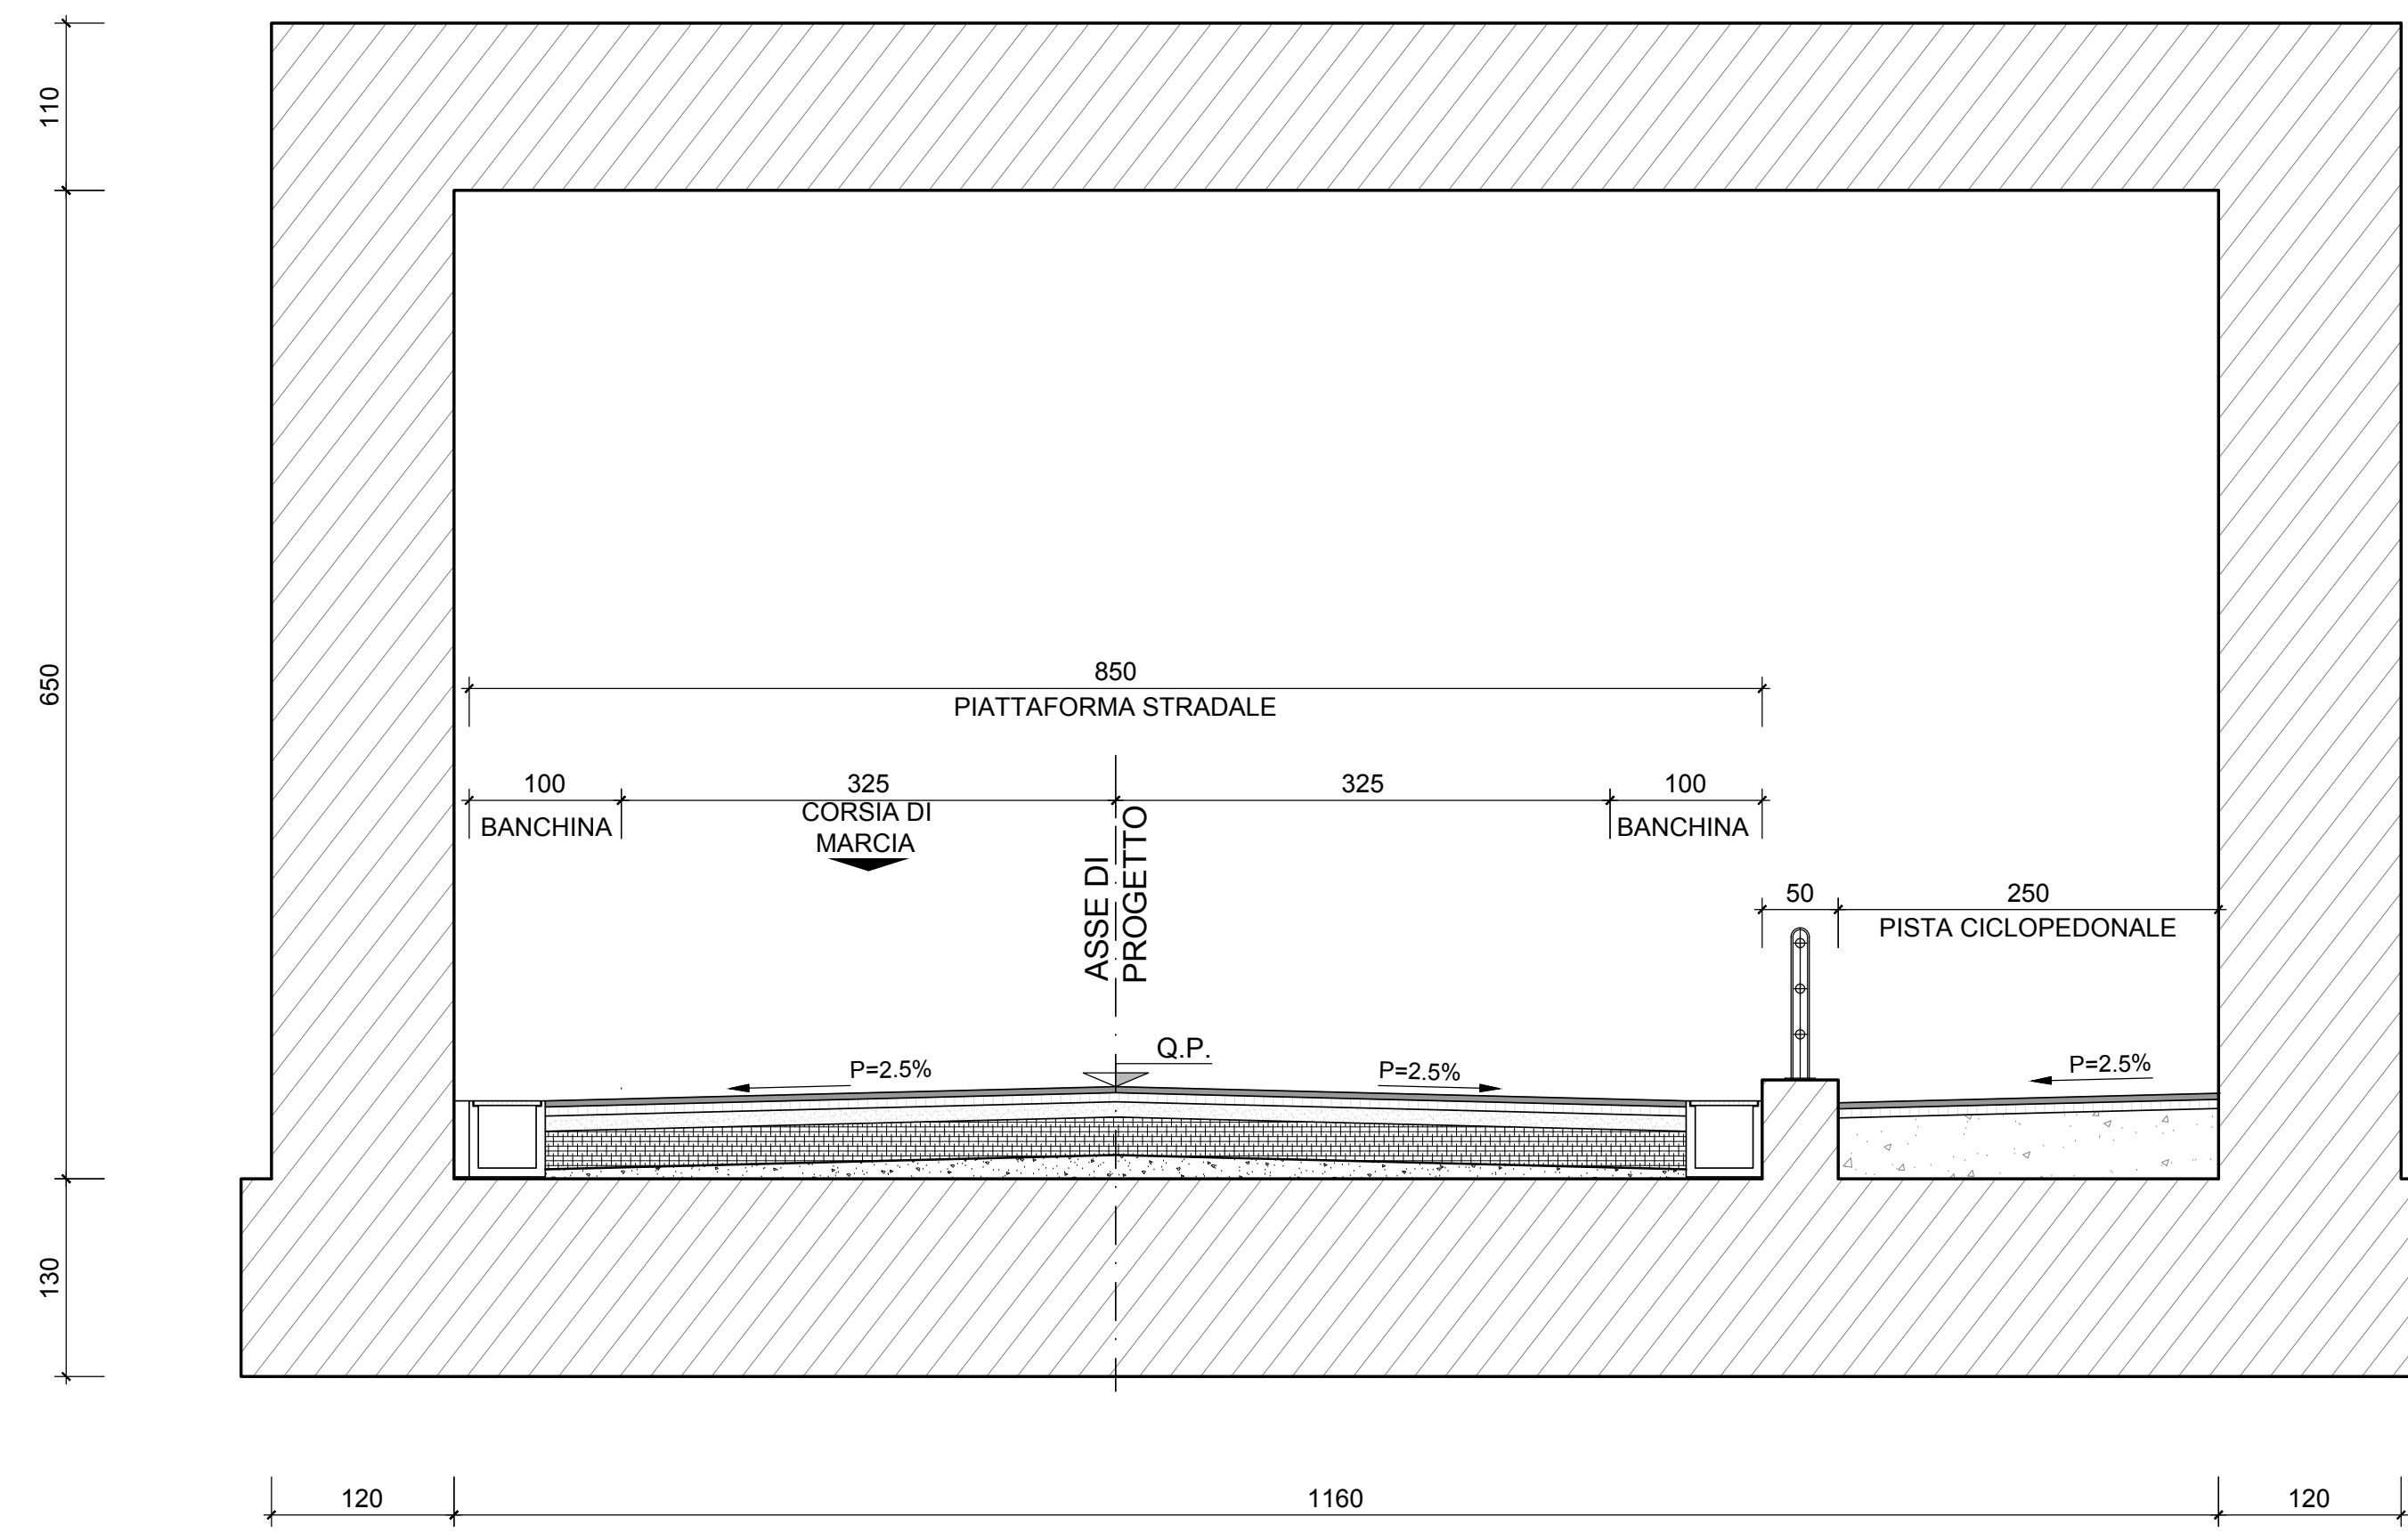 110
650
850
PIATTAFORMA STRADALE
100
325
325
100
BANCHINA
CORSIA DI
MARCIA
BANCHINA
ASSE DI
PROGETTO
50
250
PISTA CICLOPEDONALE
Q.P.
P=2.5%
P=2.5%
P=2.5%
130
120
1160
120